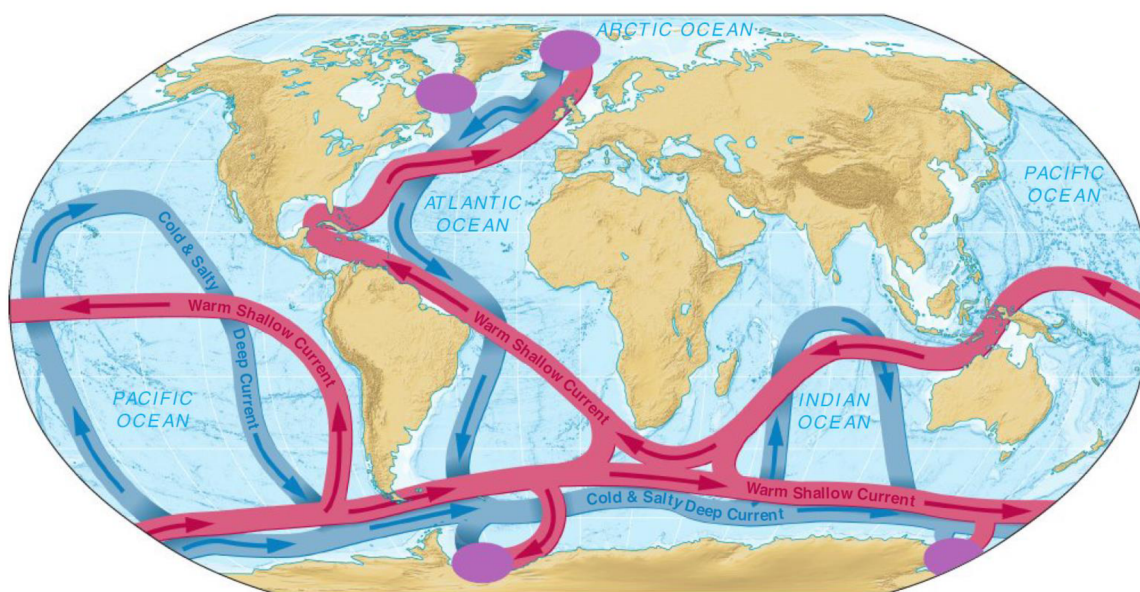 ARCTIC OCEAN
PACIFIC
OCEAN
ATLANTIC
OCEAN
Cold & Salty
Deep Current
Warm Shallow Current
Warm Shallow Current
PACIFIC
OCEAN
INDIAN
OCEAN
Warm Shallow Current
Cold & Salty Deep Current